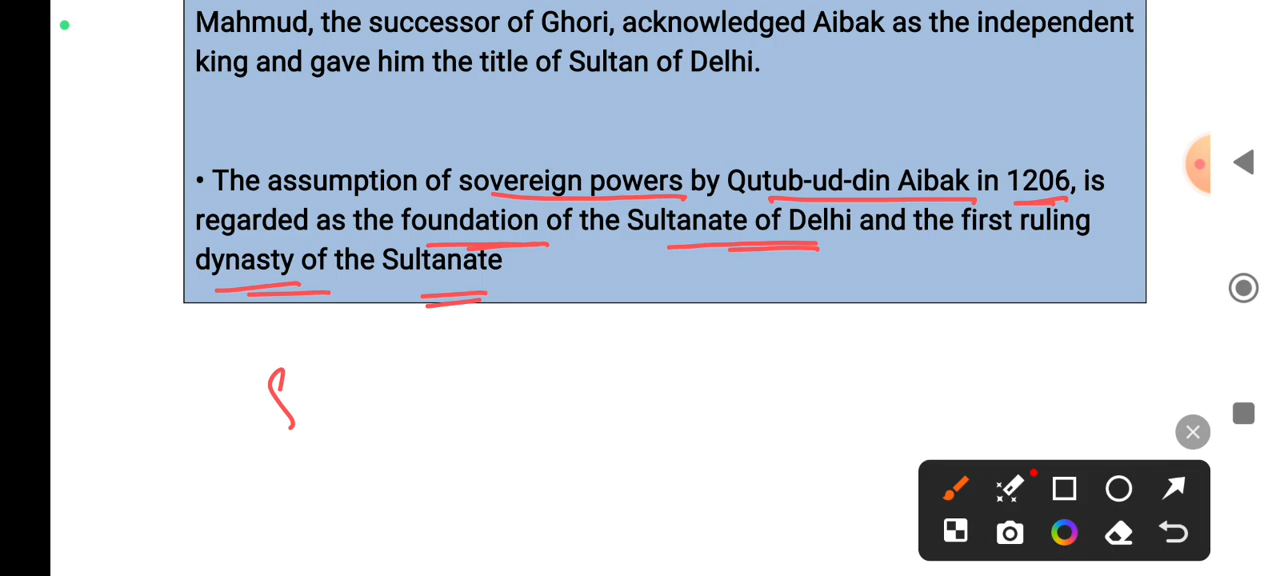 Mahmud, the successor of Ghori, acknowledged Aibak as the independent
king and gave him the title of Sultan of Delhi.
• The assumption of sovereign powers by Qutub-ud-din Aibak in 1206, is
regarded as the foundation of the Sultanate of Delhi and the first ruling
dynasty of the Sultanate